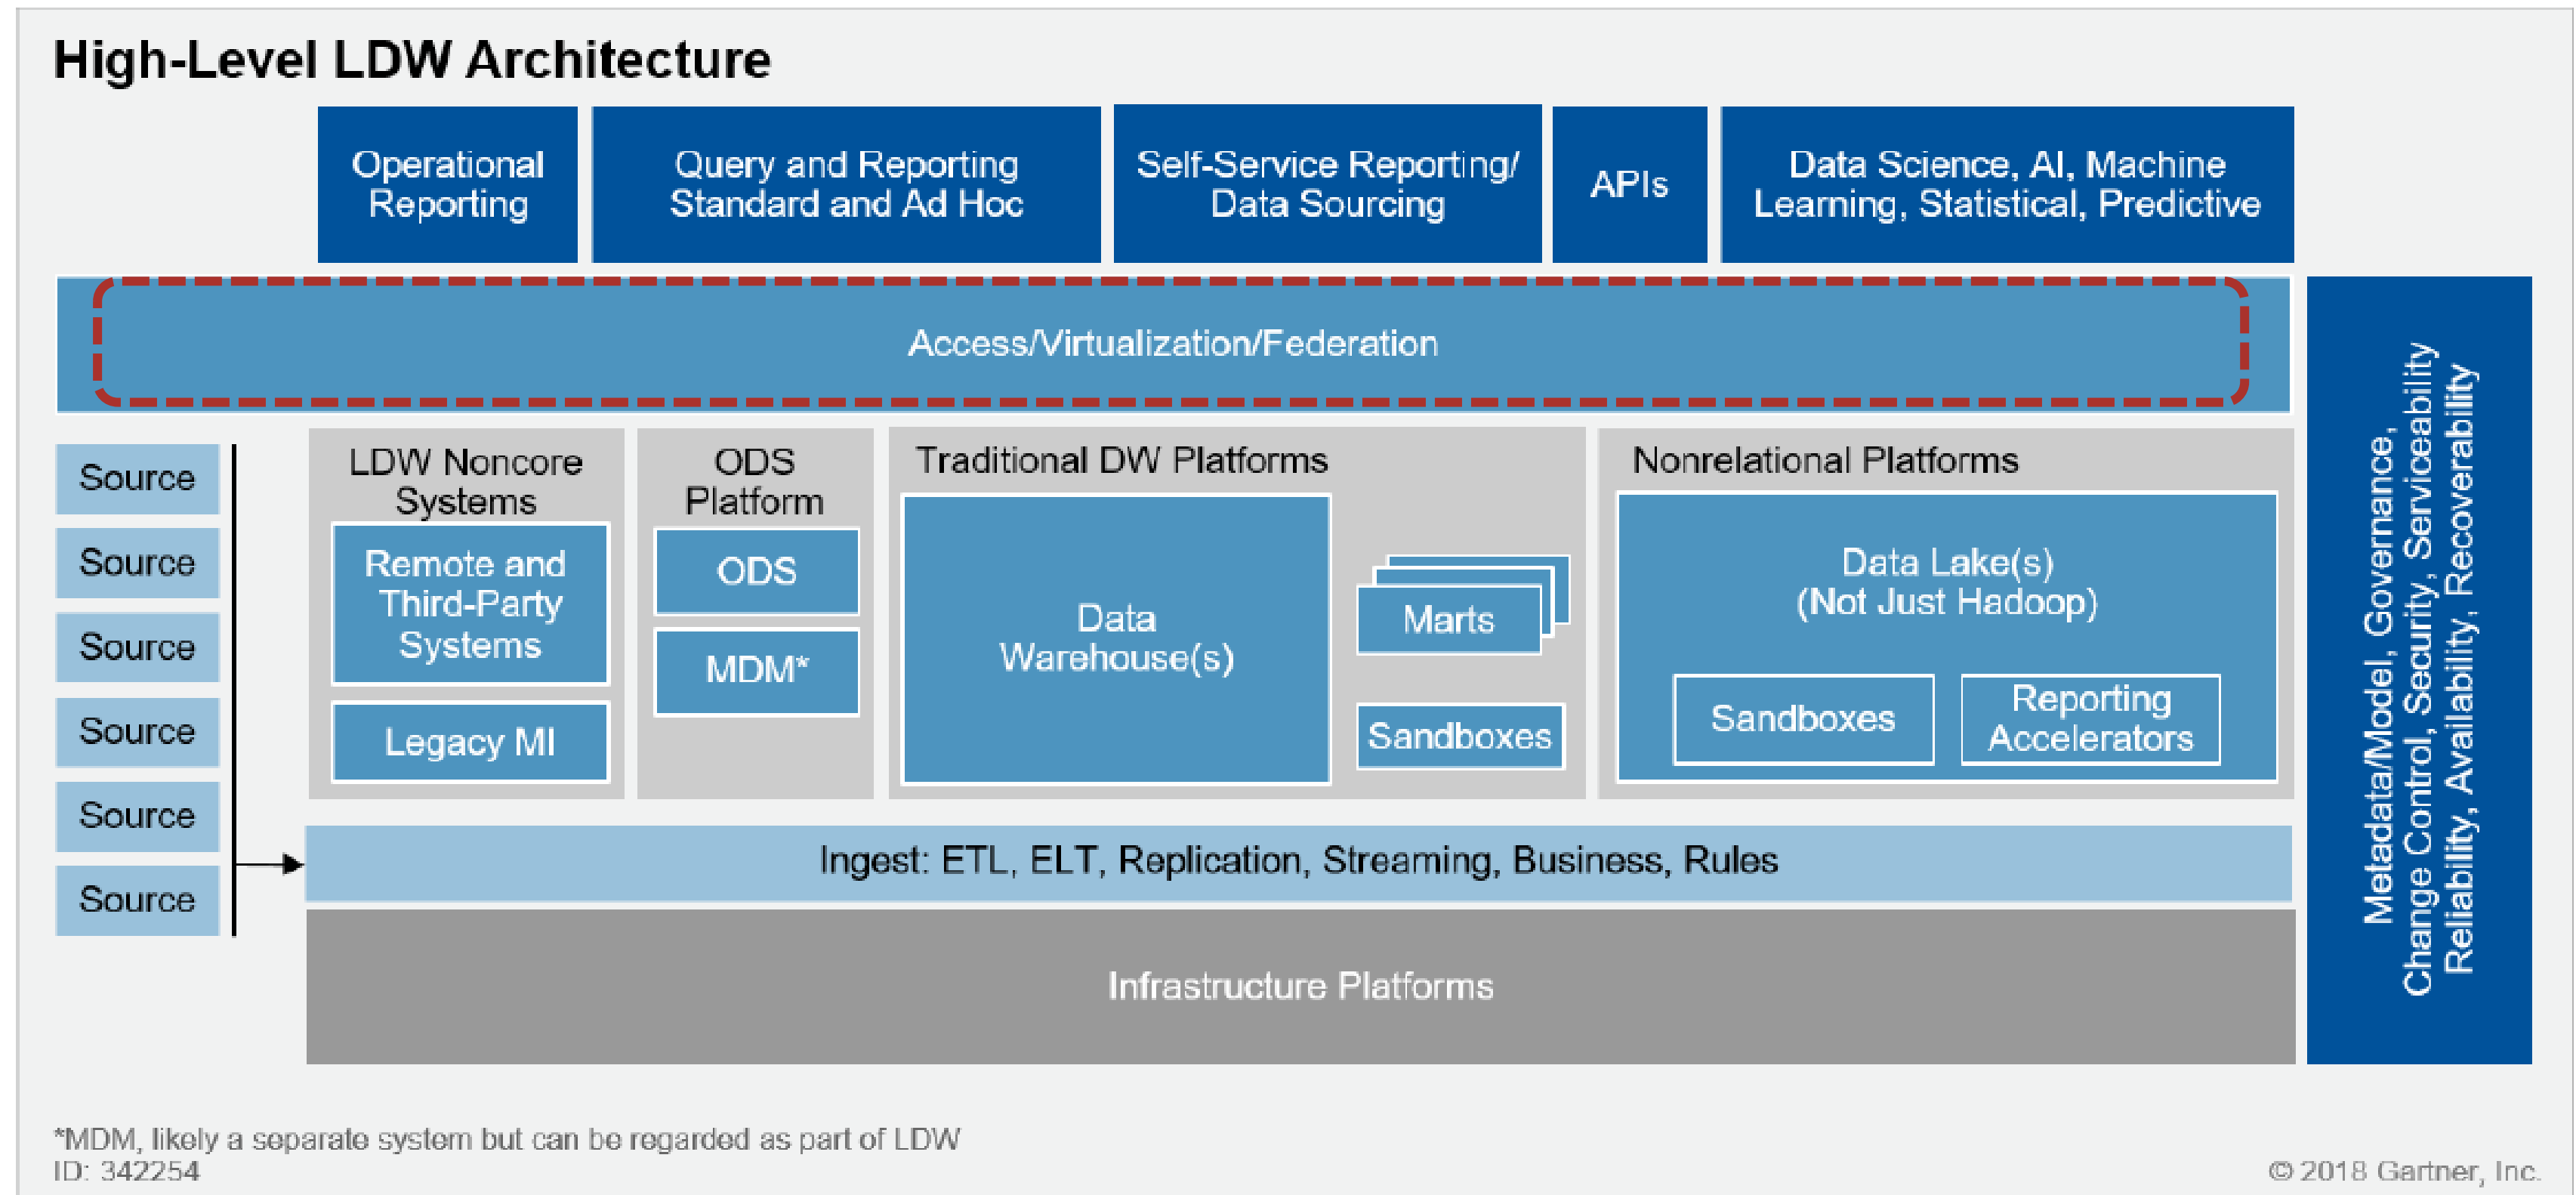 High-Level LDW Architecture
Operational
Reporting
Query and Reporting
Standard and Ad Hoc
Self-Service Reporting/
Data Sourcing
APIs
Data Science, AI, Machine
Learning, Statistical, Predictive
Access/Virtualization/Federation
Source
Source
Source
Source
Source
Source
LDW Noncore
Systems
Remote and
Third-Party
Systems
Legacy MI
ODS
Platform
ODS
MDM*
Traditional DW Platforms
Data
Warehouse(s)
Marts
Sandboxes
Nonrelational Platforms
Data Lake(s)
(Not Just Hadoop)
Sandboxes
Reporting
Accelerators
Ingest: ETL, ELT, Replication, Streaming, Business, Rules
Infrastructure Platforms
Metadata/Model, Governance,
Change Control, Security, Serviceability
Reliability, Availability, Recoverability
*MDM, likely a separate system but can be regarded as part of LDW
ID: 342254
© 2018 Gartner, Inc.